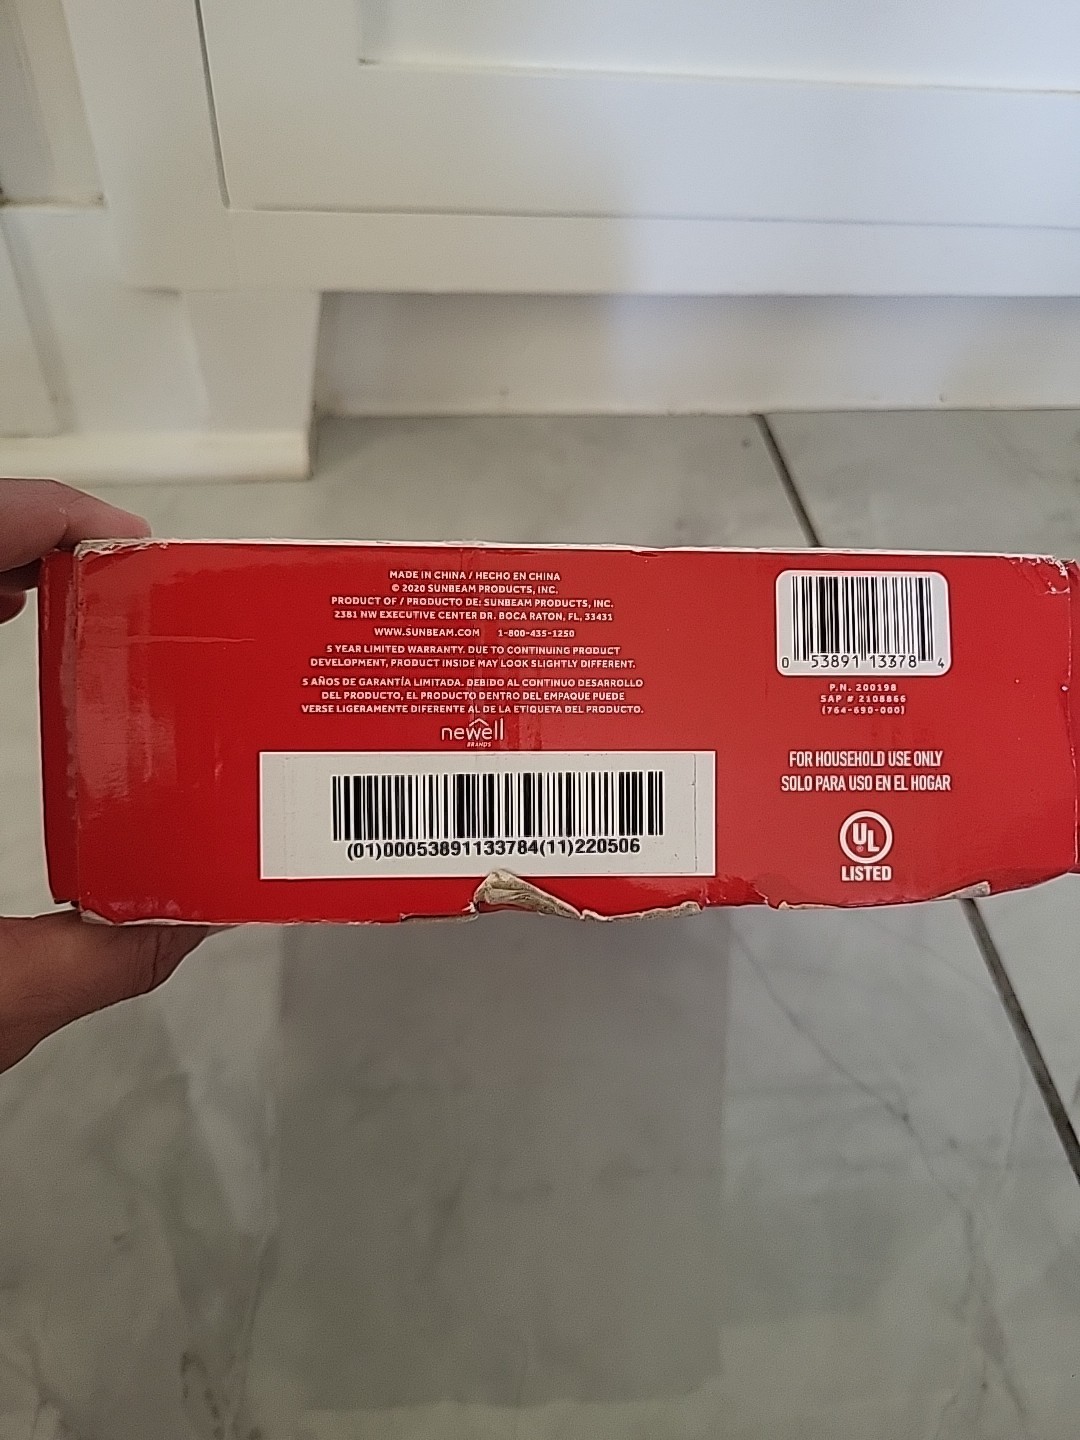 MADE IN CHINA / HECHO EN CHINA
© 2020 SUNBEAM PRODUCTS, INC.
PRODUCT OF / PRODUCTO DE: SUNBEAM PRODUCTS, INC.
2381 NW EXECUTIVE CENTER DR. BOCA RATON, FL, 33431
WWW.SUNBEAM.COM 1-800-435-1250
5 YEAR LIMITED WARRANTY. DUE TO CONTINUING PRODUCT
DEVELOPMENT, PRODUCT INSIDE MAY LOOK SLIGHTLY DIFFERENT.
5 AÑOS DE GARANTÍA LIMITADA. DEBIDO AL CONTINUO DESARROLLO
DEL PRODUCTO, EL PRODUCTO DENTRO DEL EMPAQUE PUEDE
VERSE LIGERAMENTE DIFERENTE AL DE LA ETIQUETA DEL PRODUCTO.
newell
BRANDS
(01)00053891133784(11)220506
0 53891 13378 4
P.N. 200198
SAP # 2108866
(764-690-000)
FOR HOUSEHOLD USE ONLY
SOLO PARA USO EN EL HOGAR
UL
®
LISTED